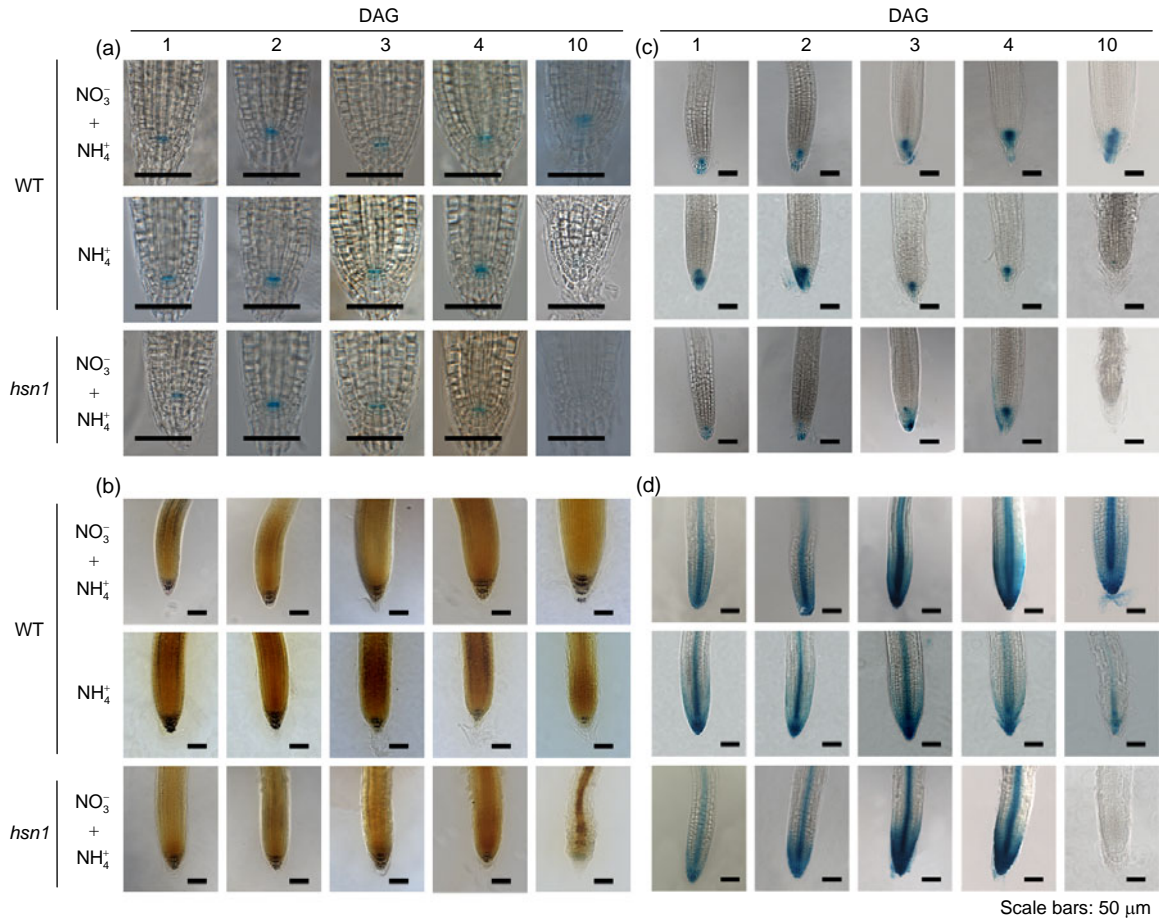 DAG DAG
(a) 1 2 3 4 10 (c) 1 2 3 4 10
WT
NO₃⁻
+
NH₄⁺
NH₄⁺
hsn1
NO₃⁻
+
NH₄⁺
(b) (d)
WT
NO₃⁻
+
NH₄⁺
NH₄⁺
hsn1
NO₃⁻
+
NH₄⁺
Scale bars: 50 μm